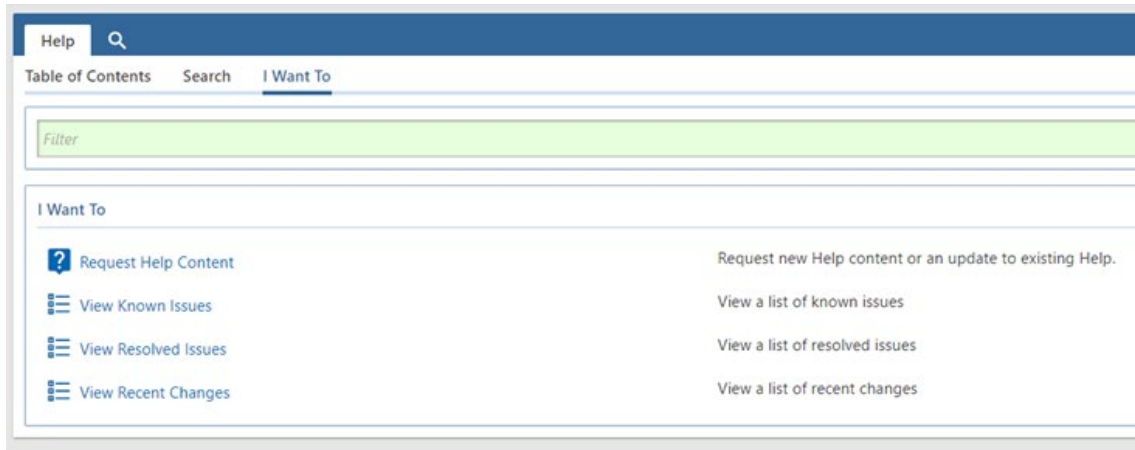 Help
Table of Contents Search I Want To
Filter
I Want To
Request Help Content Request new Help content or an update to existing Help.
View Known Issues View a list of known issues
View Resolved Issues View a list of resolved issues
View Recent Changes View a list of recent changes